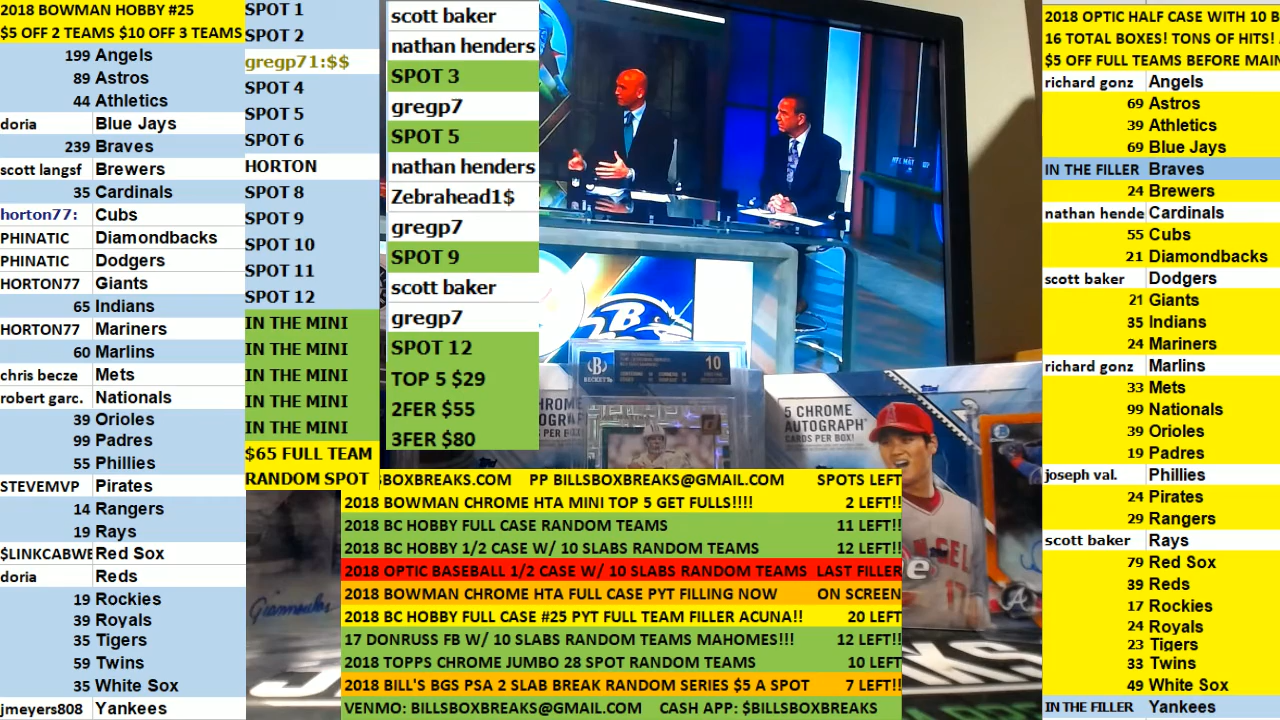 2018 BOWMAN HOBBY #25
$5 OFF 2 TEAMS $10 OFF 3 TEAMS
199 Angels
89 Astros
44 Athletics
doria Blue Jays
239 Braves
scott langsf Brewers
35 Cardinals
horton77: Cubs
PHINATIC Diamondbacks
PHINATIC Dodgers
HORTON77 Giants
65 Indians
HORTON77 Mariners
60 Marlins
chris becze Mets
robert garc. Nationals
39 Orioles
99 Padres
55 Phillies
STEVEMVP Pirates
14 Rangers
19 Rays
$LINKCABWE Red Sox
doria Reds
19 Rockies
39 Royals
35 Tigers
59 Twins
35 White Sox
jmeyers808 Yankees
SPOT 1
SPOT 2
gregp71:$$
SPOT 4
SPOT 5
SPOT 6
HORTON
SPOT 8
SPOT 9
SPOT 10
SPOT 11
SPOT 12
IN THE MINI
IN THE MINI
IN THE MINI
IN THE MINI
IN THE MINI
$65 FULL TEAM
RANDOM SPOT
scott baker
nathan henders
SPOT 3
gregp7
SPOT 5
nathan henders
Zebrahead1$
gregp7
SPOT 9
scott baker
gregp7
SPOT 12
TOP 5 $29
2FER $55
3FER $80
BECKETT
10
5 CHROME
AUTOGRAPH
CARDS PER BOX!
topps
17
SBOXBREAKS.COM PP BILLSBOXBREAKS@GMAIL.COM SPOTS LEFT
2018 BOWMAN CHROME HTA MINI TOP 5 GET FULLS!!!! 2 LEFT!!
2018 BC HOBBY FULL CASE RANDOM TEAMS 11 LEFT!!
2018 BC HOBBY 1/2 CASE W/ 10 SLABS RANDOM TEAMS 12 LEFT!!
2018 OPTIC BASEBALL 1/2 CASE W/ 10 SLABS RANDOM TEAMS LAST FILLER
2018 BOWMAN CHROME HTA FULL CASE PYT FILLING NOW ON SCREEN
2018 BC HOBBY FULL CASE #25 PYT FULL TEAM FILLER ACUNA!! 20 LEFT!!
17 DONRUSS FB W/ 10 SLABS RANDOM TEAMS MAHOMES!!! 12 LEFT!!
2018 TOPPS CHROME JUMBO 28 SPOT RANDOM TEAMS 10 LEFT
2018 BILL'S BGS PSA 2 SLAB BREAK RANDOM SERIES $5 A SPOT 7 LEFT!!
VENMO: BILLSBOXBREAKS@GMAIL.COM CASH APP: $BILLSBOXBREAKS
2018 OPTIC HALF CASE WITH 10 B
16 TOTAL BOXES! TONS OF HITS!
$5 OFF FULL TEAMS BEFORE MAIN
richard gonz Angels
69 Astros
39 Athletics
69 Blue Jays
IN THE FILLER Braves
24 Brewers
nathan hende Cardinals
55 Cubs
21 Diamondbacks
scott baker Dodgers
21 Giants
35 Indians
24 Mariners
richard gonz Marlins
33 Mets
99 Nationals
39 Orioles
19 Padres
joseph val. Phillies
24 Pirates
29 Rangers
scott baker Rays
79 Red Sox
39 Reds
17 Rockies
24 Royals
23 Tigers
33 Twins
49 White Sox
IN THE FILLER Yankees